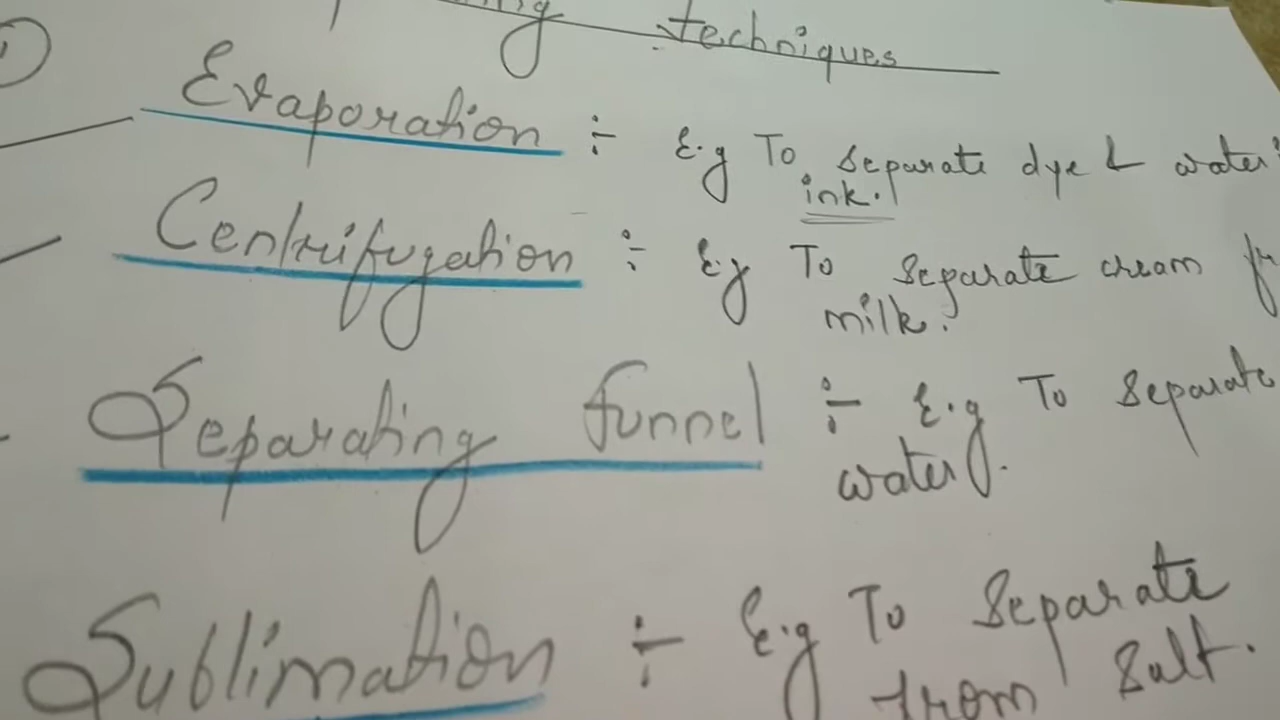 techniques
Evaporation ÷ E.g To separate dye & water
ink.
Centrifugation ÷ E.g To separate cream
milk.
Separating funnel ÷ E.g To separate
water.
Sublimation ÷ E.g To separate
from salt.